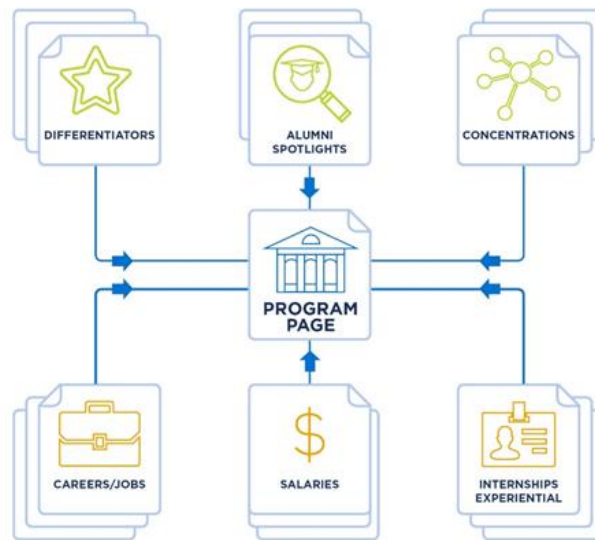 DIFFERENTIATORS
ALUMNI
SPOTLIGHTS
CONCENTRATIONS
PROGRAM
PAGE
CAREERS/JOBS
$
SALARIES
INTERNSHIPS
EXPERIENTIAL